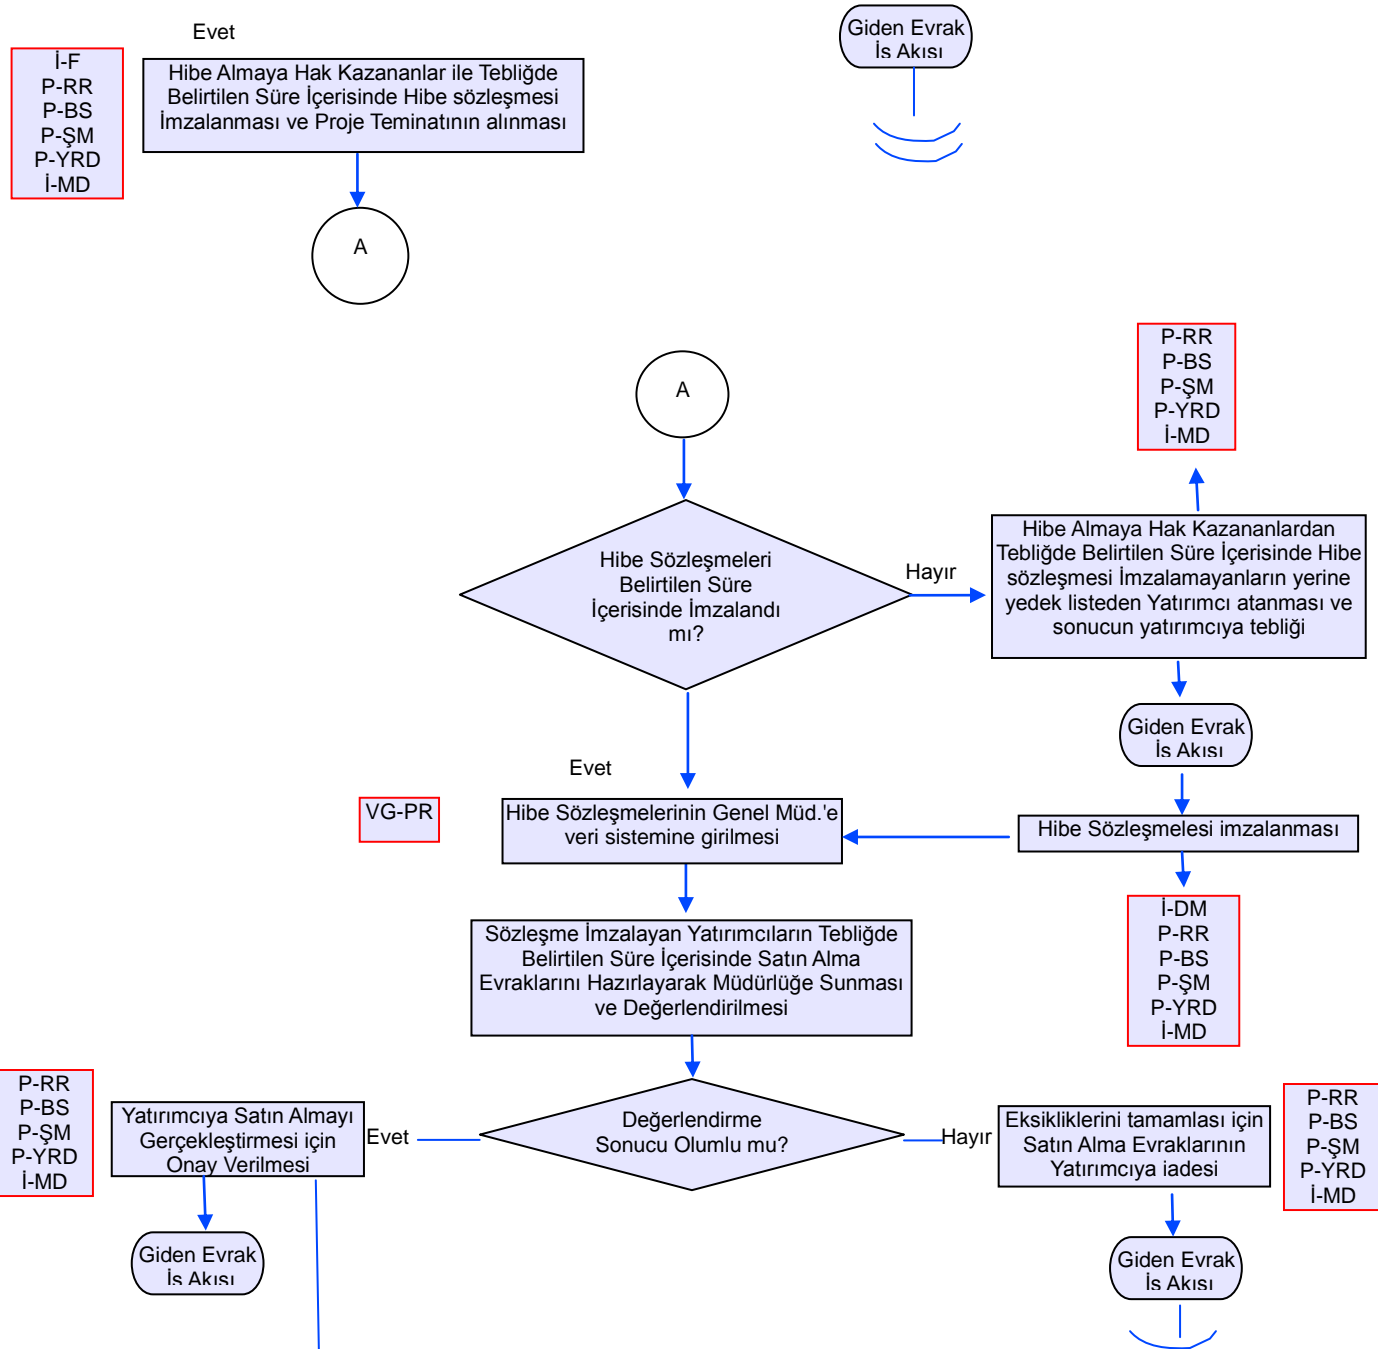 Evet
İ-F
P-RR
P-BS
P-ŞM
P-YRD
İ-MD
Hibe Almaya Hak Kazananlar ile Tebliğde
Belirtilen Süre İçerisinde Hibe sözleşmesi
İmzalanması ve Proje Teminatının alınması
Giden Evrak
İş Akışı
A
A
P-RR
P-BS
P-ŞM
P-YRD
İ-MD
Hibe Sözleşmeleri
Belirtilen Süre
İçerisinde İmzalandı
mı?
Hayır
Hibe Almaya Hak Kazananlardan
Tebliğde Belirtilen Süre İçerisinde Hibe
sözleşmesi İmzalamayanların yerine
yedek listeden Yatırımcı atanması ve
sonucun yatırımcıya tebliği
Giden Evrak
İş Akışı
Evet
VG-PR
Hibe Sözleşmelerinin Genel Müd.'e
veri sistemine girilmesi
Hibe Sözleşmelesi imzalanması
İ-DM
P-RR
P-BS
P-ŞM
P-YRD
İ-MD
Sözleşme İmzalayan Yatırımcıların Tebliğde
Belirtilen Süre İçerisinde Satın Alma
Evraklarını Hazırlayarak Müdürlüğe Sunması
ve Değerlendirilmesi
P-RR
P-BS
P-ŞM
P-YRD
İ-MD
Yatırımcıya Satın Almayı
Gerçekleştirmesi için
Onay Verilmesi
Evet
Değerlendirme
Sonucu Olumlu mu?
Hayır
Eksikliklerini tamamlası için
Satın Alma Evraklarının
Yatırımcıya iadesi
P-RR
P-BS
P-ŞM
P-YRD
İ-MD
Giden Evrak
İş Akışı
Giden Evrak
İş Akışı